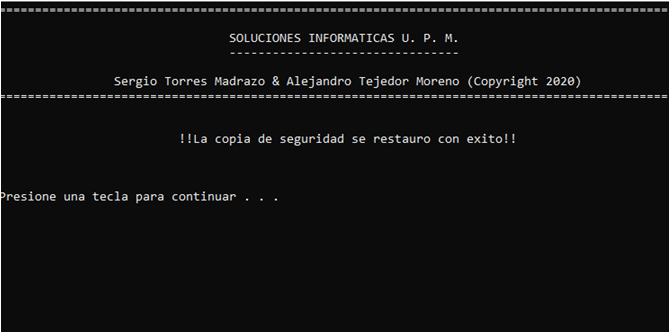 ================================================================================================
SOLUCIONES INFORMATICAS U. P. M.
--------------------------------
Sergio Torres Madrazo & Alejandro Tejedor Moreno (Copyright 2020)
================================================================================================
!!La copia de seguridad se restauro con exito!!
Presione una tecla para continuar . . .